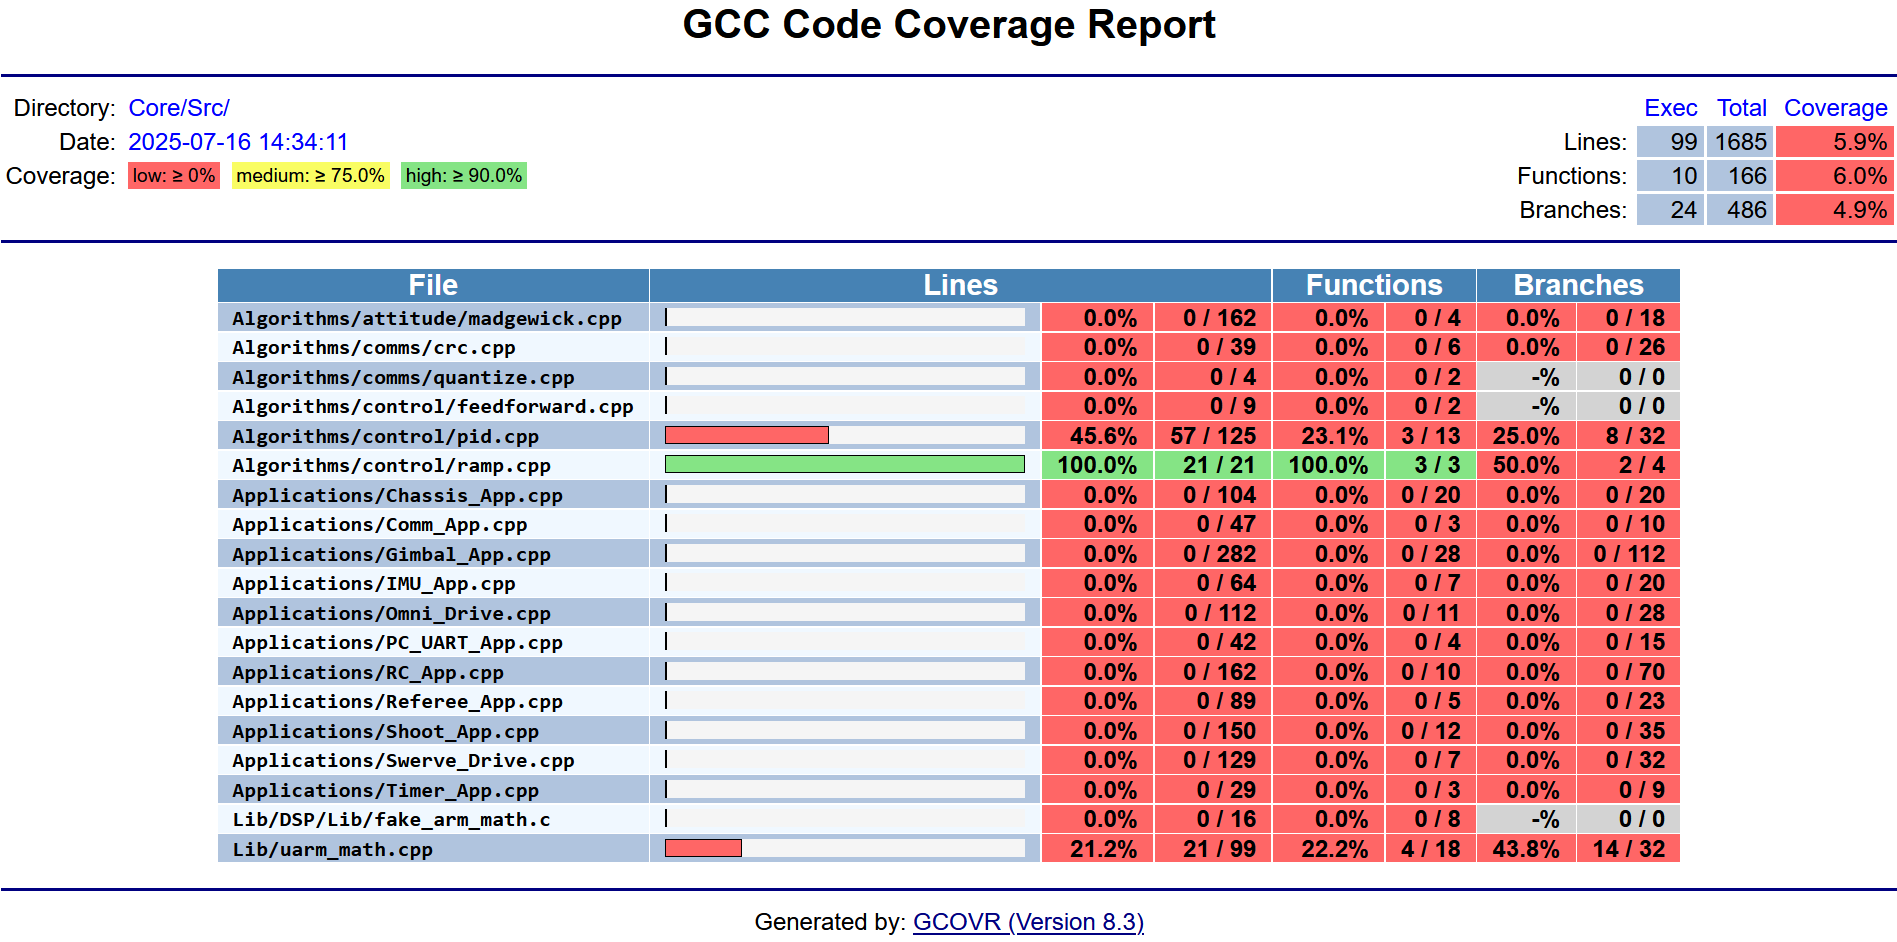 GCC Code Coverage Report
Directory: Core/Src/
Date: 2025-07-16 14:34:11
Coverage: low: ≥ 0% medium: ≥ 75.0% high: ≥ 90.0%
Exec Total Coverage
Lines: 99 1685 5.9%
Functions: 10 166 6.0%
Branches: 24 486 4.9%
File Lines Functions Branches
Algorithms/attitude/madgewick.cpp 0.0% 0 / 162 0.0% 0 / 4 0.0% 0 / 18
Algorithms/comms/crc.cpp 0.0% 0 / 39 0.0% 0 / 6 0.0% 0 / 26
Algorithms/comms/quantize.cpp 0.0% 0 / 4 0.0% 0 / 2 -% 0 / 0
Algorithms/control/feedforward.cpp 0.0% 0 / 9 0.0% 0 / 2 -% 0 / 0
Algorithms/control/pid.cpp 45.6% 57 / 125 23.1% 3 / 13 25.0% 8 / 32
Algorithms/control/ramp.cpp 100.0% 21 / 21 100.0% 3 / 3 50.0% 2 / 4
Applications/Chassis_App.cpp 0.0% 0 / 104 0.0% 0 / 20 0.0% 0 / 20
Applications/Comm_App.cpp 0.0% 0 / 47 0.0% 0 / 3 0.0% 0 / 10
Applications/Gimbal_App.cpp 0.0% 0 / 282 0.0% 0 / 28 0.0% 0 / 112
Applications/IMU_App.cpp 0.0% 0 / 64 0.0% 0 / 7 0.0% 0 / 20
Applications/Omni_Drive.cpp 0.0% 0 / 112 0.0% 0 / 11 0.0% 0 / 28
Applications/PC_UART_App.cpp 0.0% 0 / 42 0.0% 0 / 4 0.0% 0 / 15
Applications/RC_App.cpp 0.0% 0 / 162 0.0% 0 / 10 0.0% 0 / 70
Applications/Referee_App.cpp 0.0% 0 / 89 0.0% 0 / 5 0.0% 0 / 23
Applications/Shoot_App.cpp 0.0% 0 / 150 0.0% 0 / 12 0.0% 0 / 35
Applications/Swerve_Drive.cpp 0.0% 0 / 129 0.0% 0 / 7 0.0% 0 / 32
Applications/Timer_App.cpp 0.0% 0 / 29 0.0% 0 / 3 0.0% 0 / 9
Lib/DSP/Lib/fake_arm_math.c 0.0% 0 / 16 0.0% 0 / 8 -% 0 / 0
Lib/uarm_math.cpp 21.2% 21 / 99 22.2% 4 / 18 43.8% 14 / 32
Generated by: GCOVR (Version 8.3)